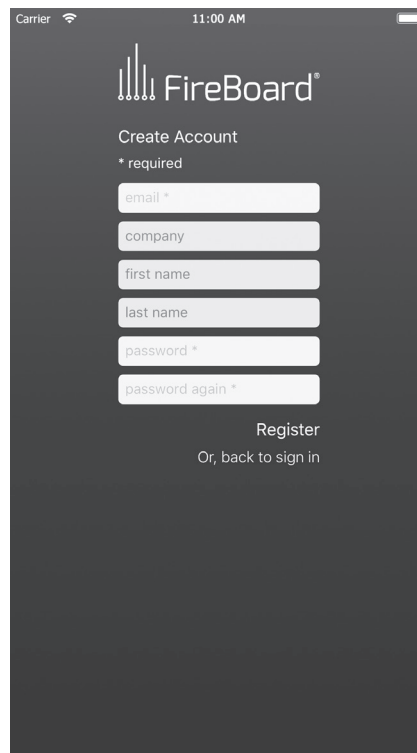 Carrier 11:00 AM
FireBoard®
Create Account
* required
email *
company
first name
last name
password *
password again *
Register
Or, back to sign in